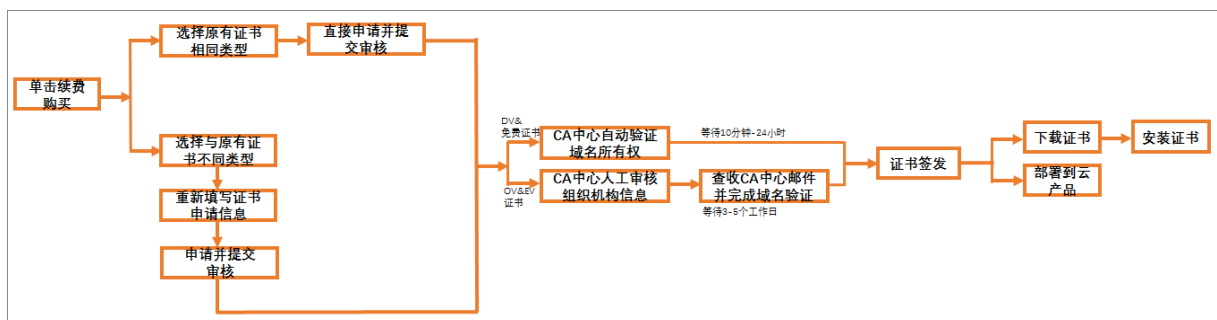 单击续费
购买
选择原有证书
相同类型
直接申请并提
交审核
选择与原有证
书不同类型
重新填写证书
申请信息
申请并提交
审核
DV&
免费证书
CA中心自动验证
域名所有权
等待10分钟-24小时
OV&EV
证书
CA中心人工审核
组织机构信息
查收CA中心邮件
并完成域名验证
等待3-5个工作日
证书签发
下载证书
安装证书
部署到云
产品